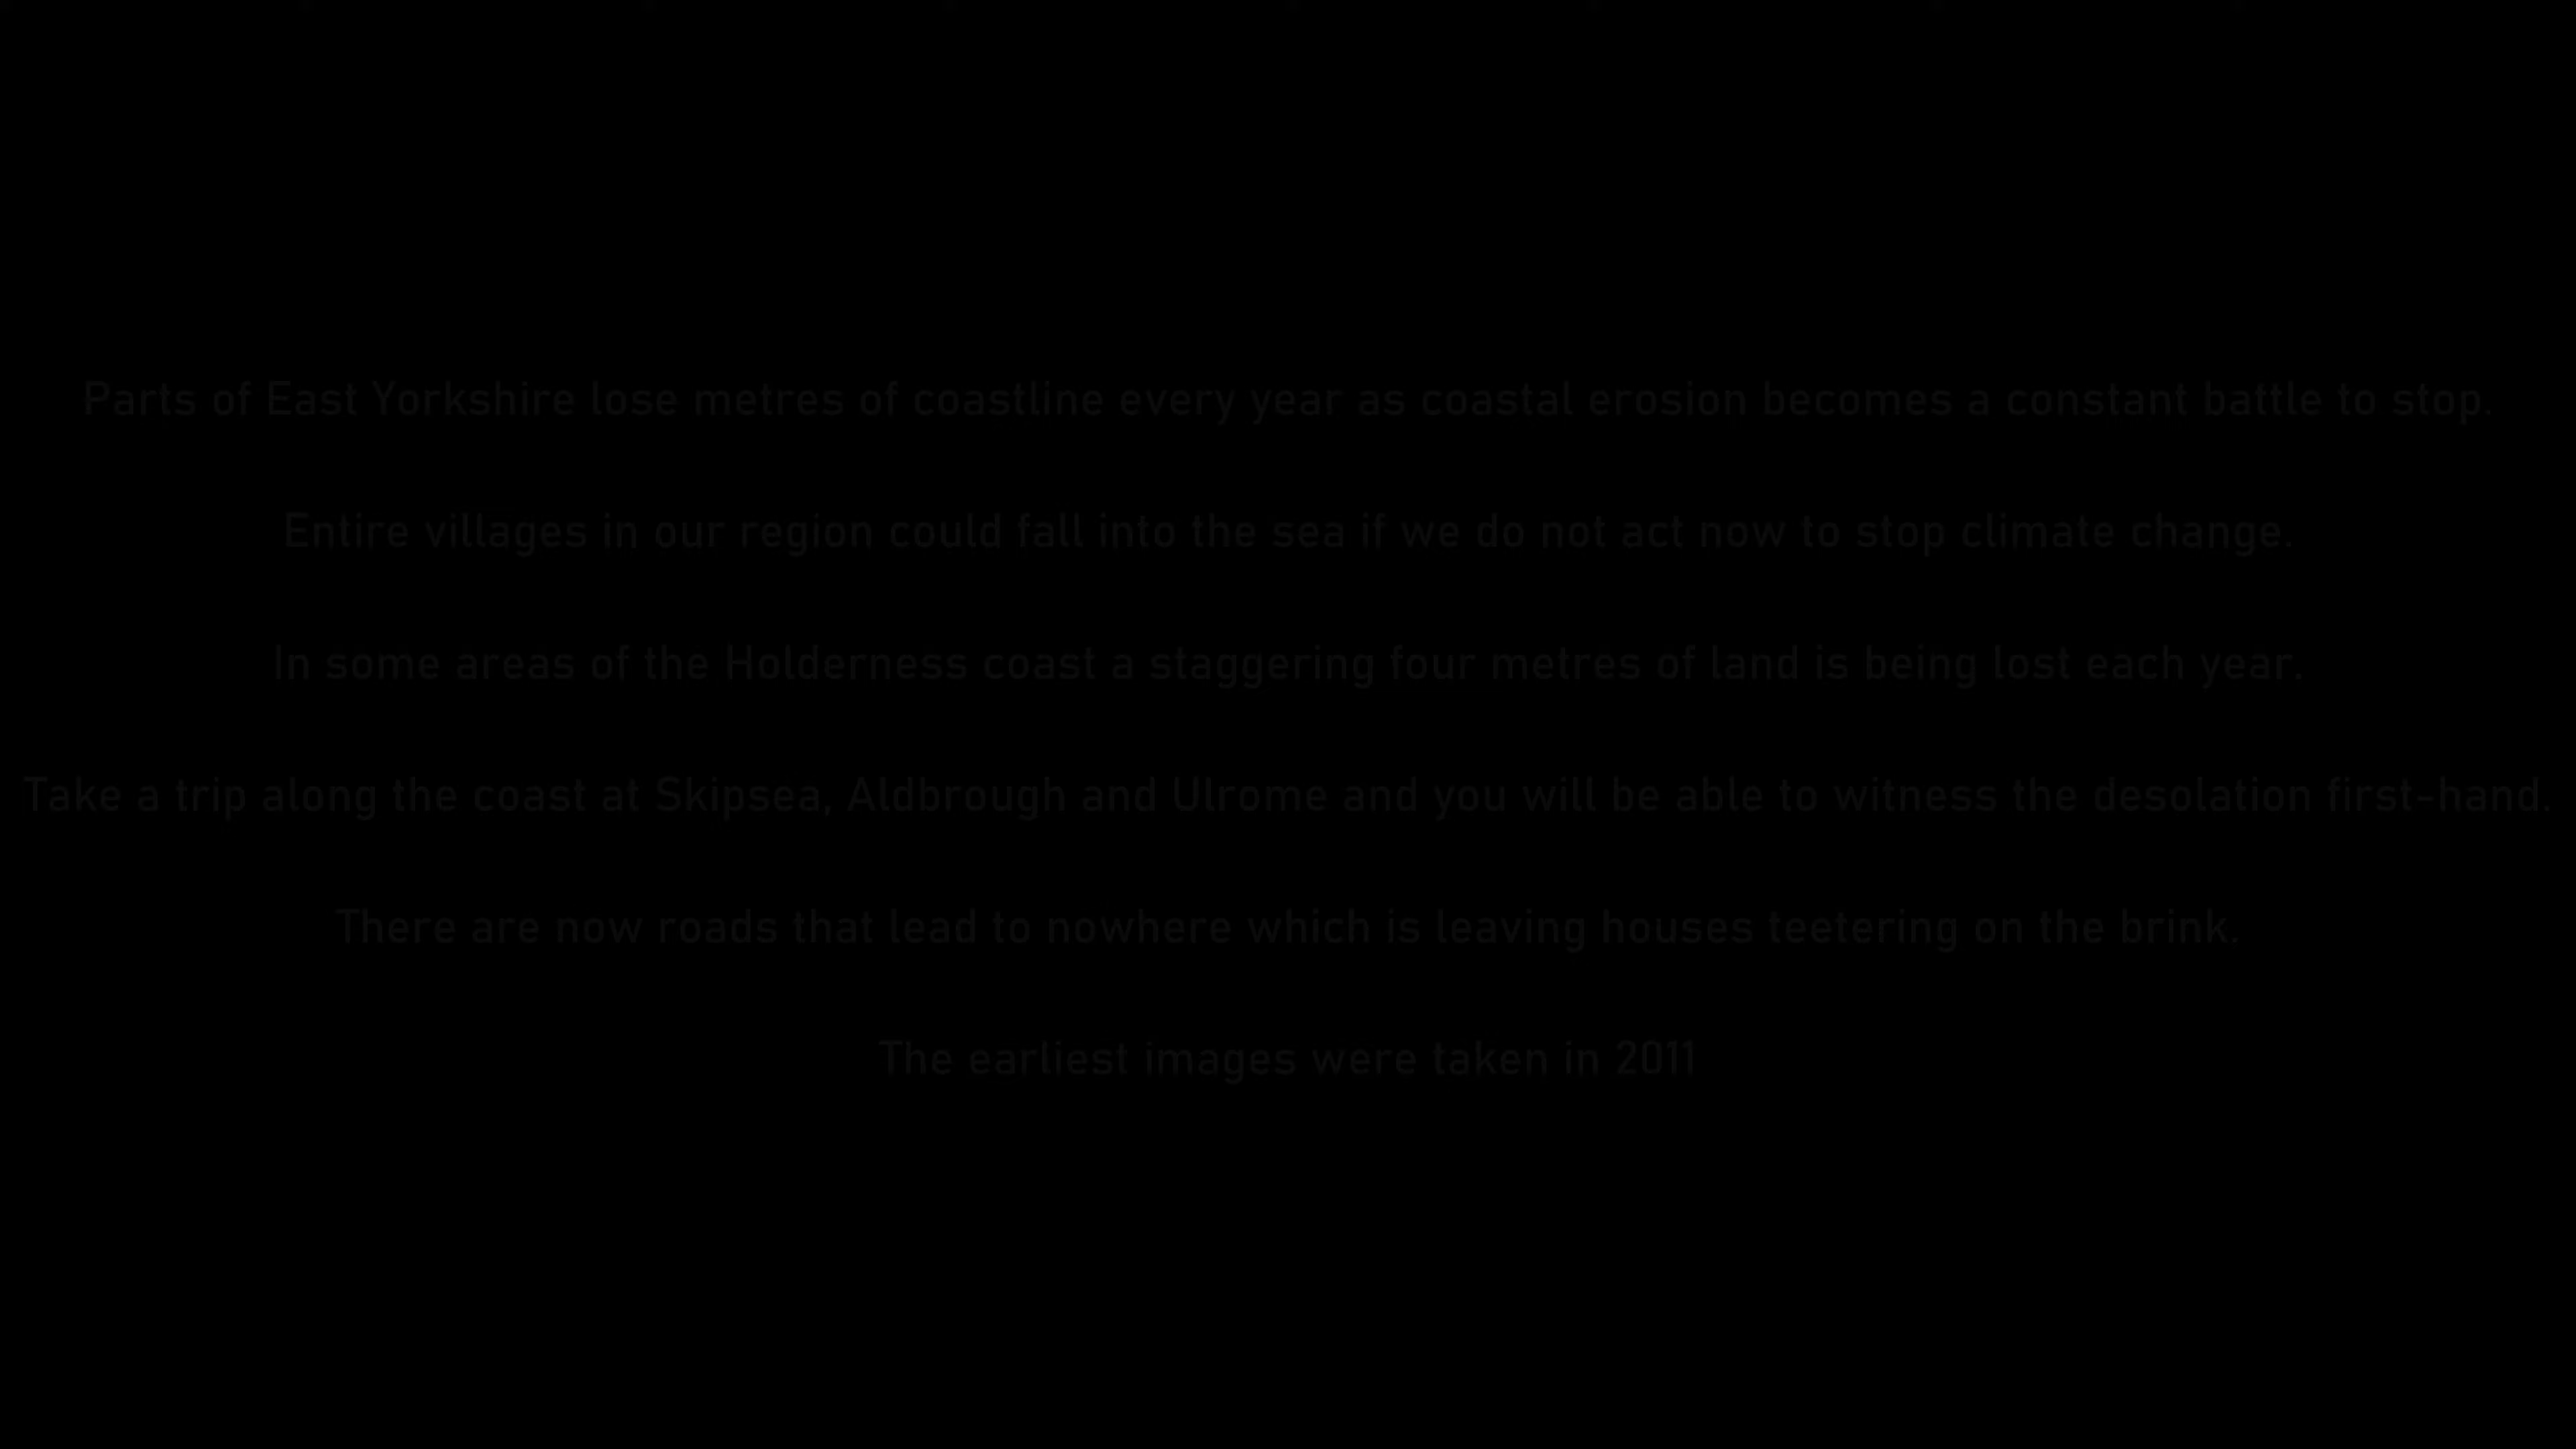 Parts of East Yorkshire lose metres of coastline every year as coastal erosion becomes a constant battle to stop.
Entire villages in our region could fall into the sea if we do not act now to stop climate change.
In some areas of the Holderness coast a staggering four metres of land is being lost each year.
Take a trip along the coast at Skipsea, Aldbrough and Ulrome and you will be able to witness the desolation first-hand.
There are now roads that lead to nowhere which is leaving houses teetering on the brink.
The earliest images were taken in 2011